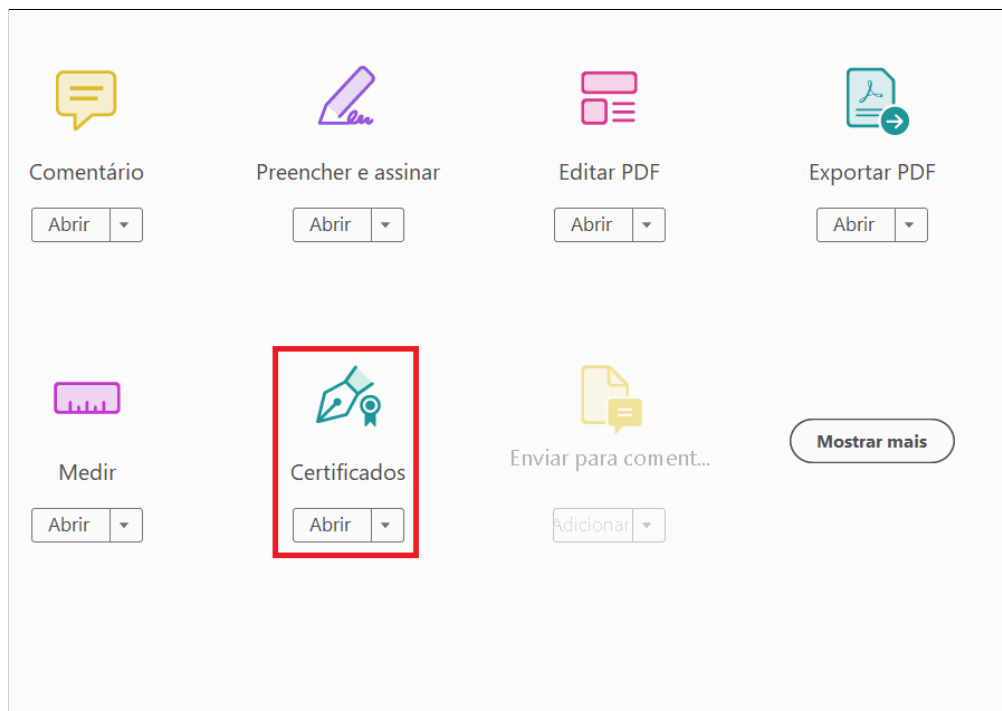 Comentário
Preencher e assinar
Editar PDF
Exportar PDF
Abrir
Abrir
Abrir
Abrir
Medir
Certificados
Enviar para coment...
Mostrar mais
Abrir
Abrir
Adicionar